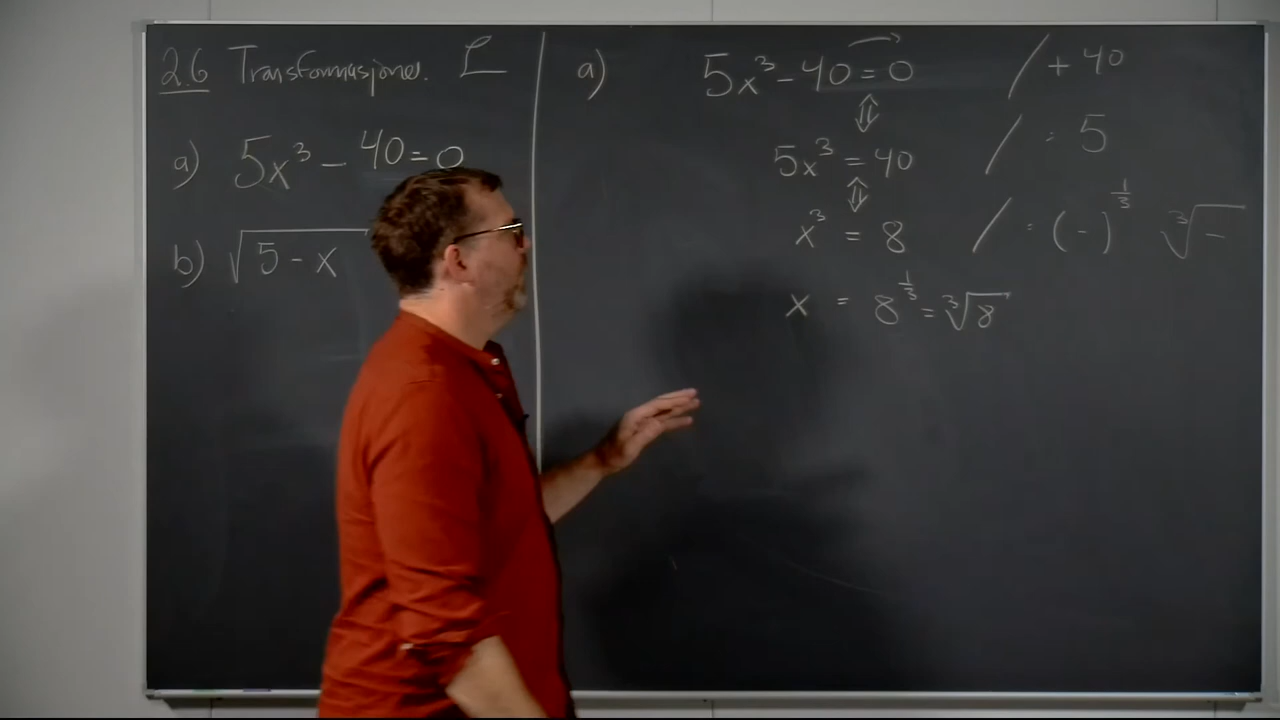 2.6 Transformasjoner. L
a) 5x³ - 40 = 0
b) √(5 - x)
a) 5x³ - 40 = 0 / + 40
⇕
5x³ = 40 / : 5
⇕
x³ = 8 / : (-)^(1/3) ∛-
x = 8^(1/3) = ∛8